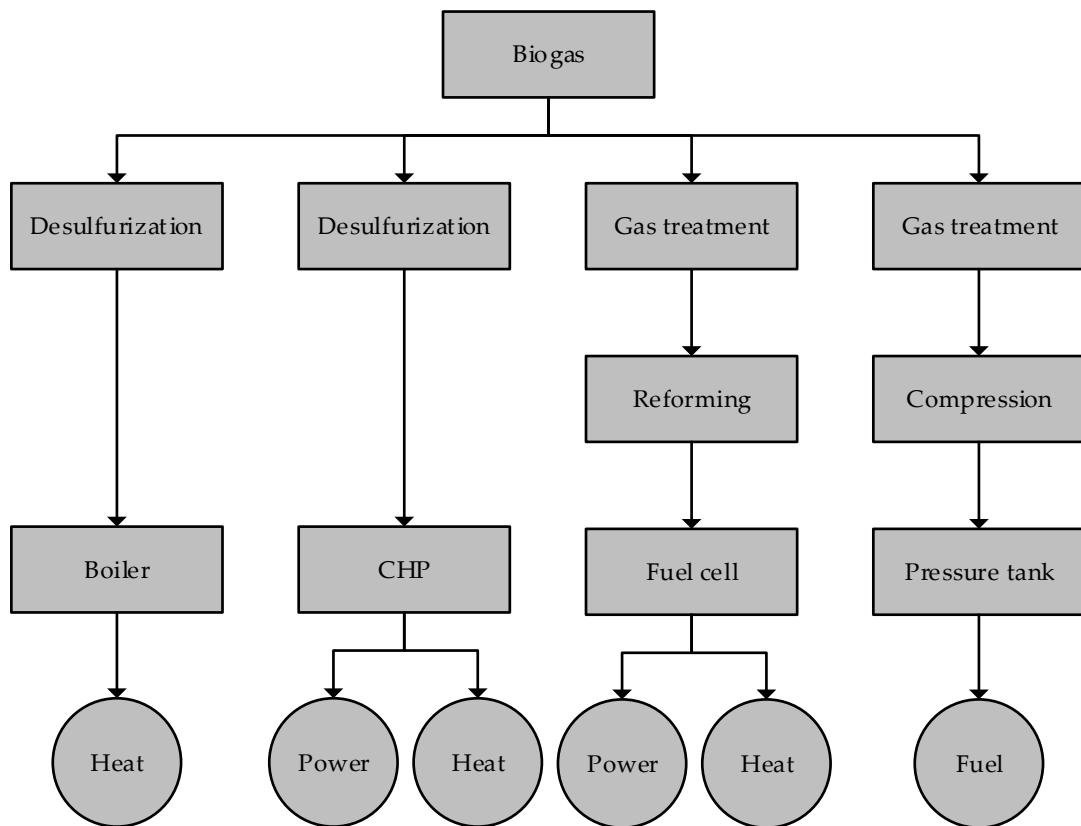 Biogas
Desulfurization
Desulfurization
Gas treatment
Gas treatment
Reforming
Compression
Boiler
CHP
Fuel cell
Pressure tank
Heat
Power
Heat
Power
Heat
Fuel